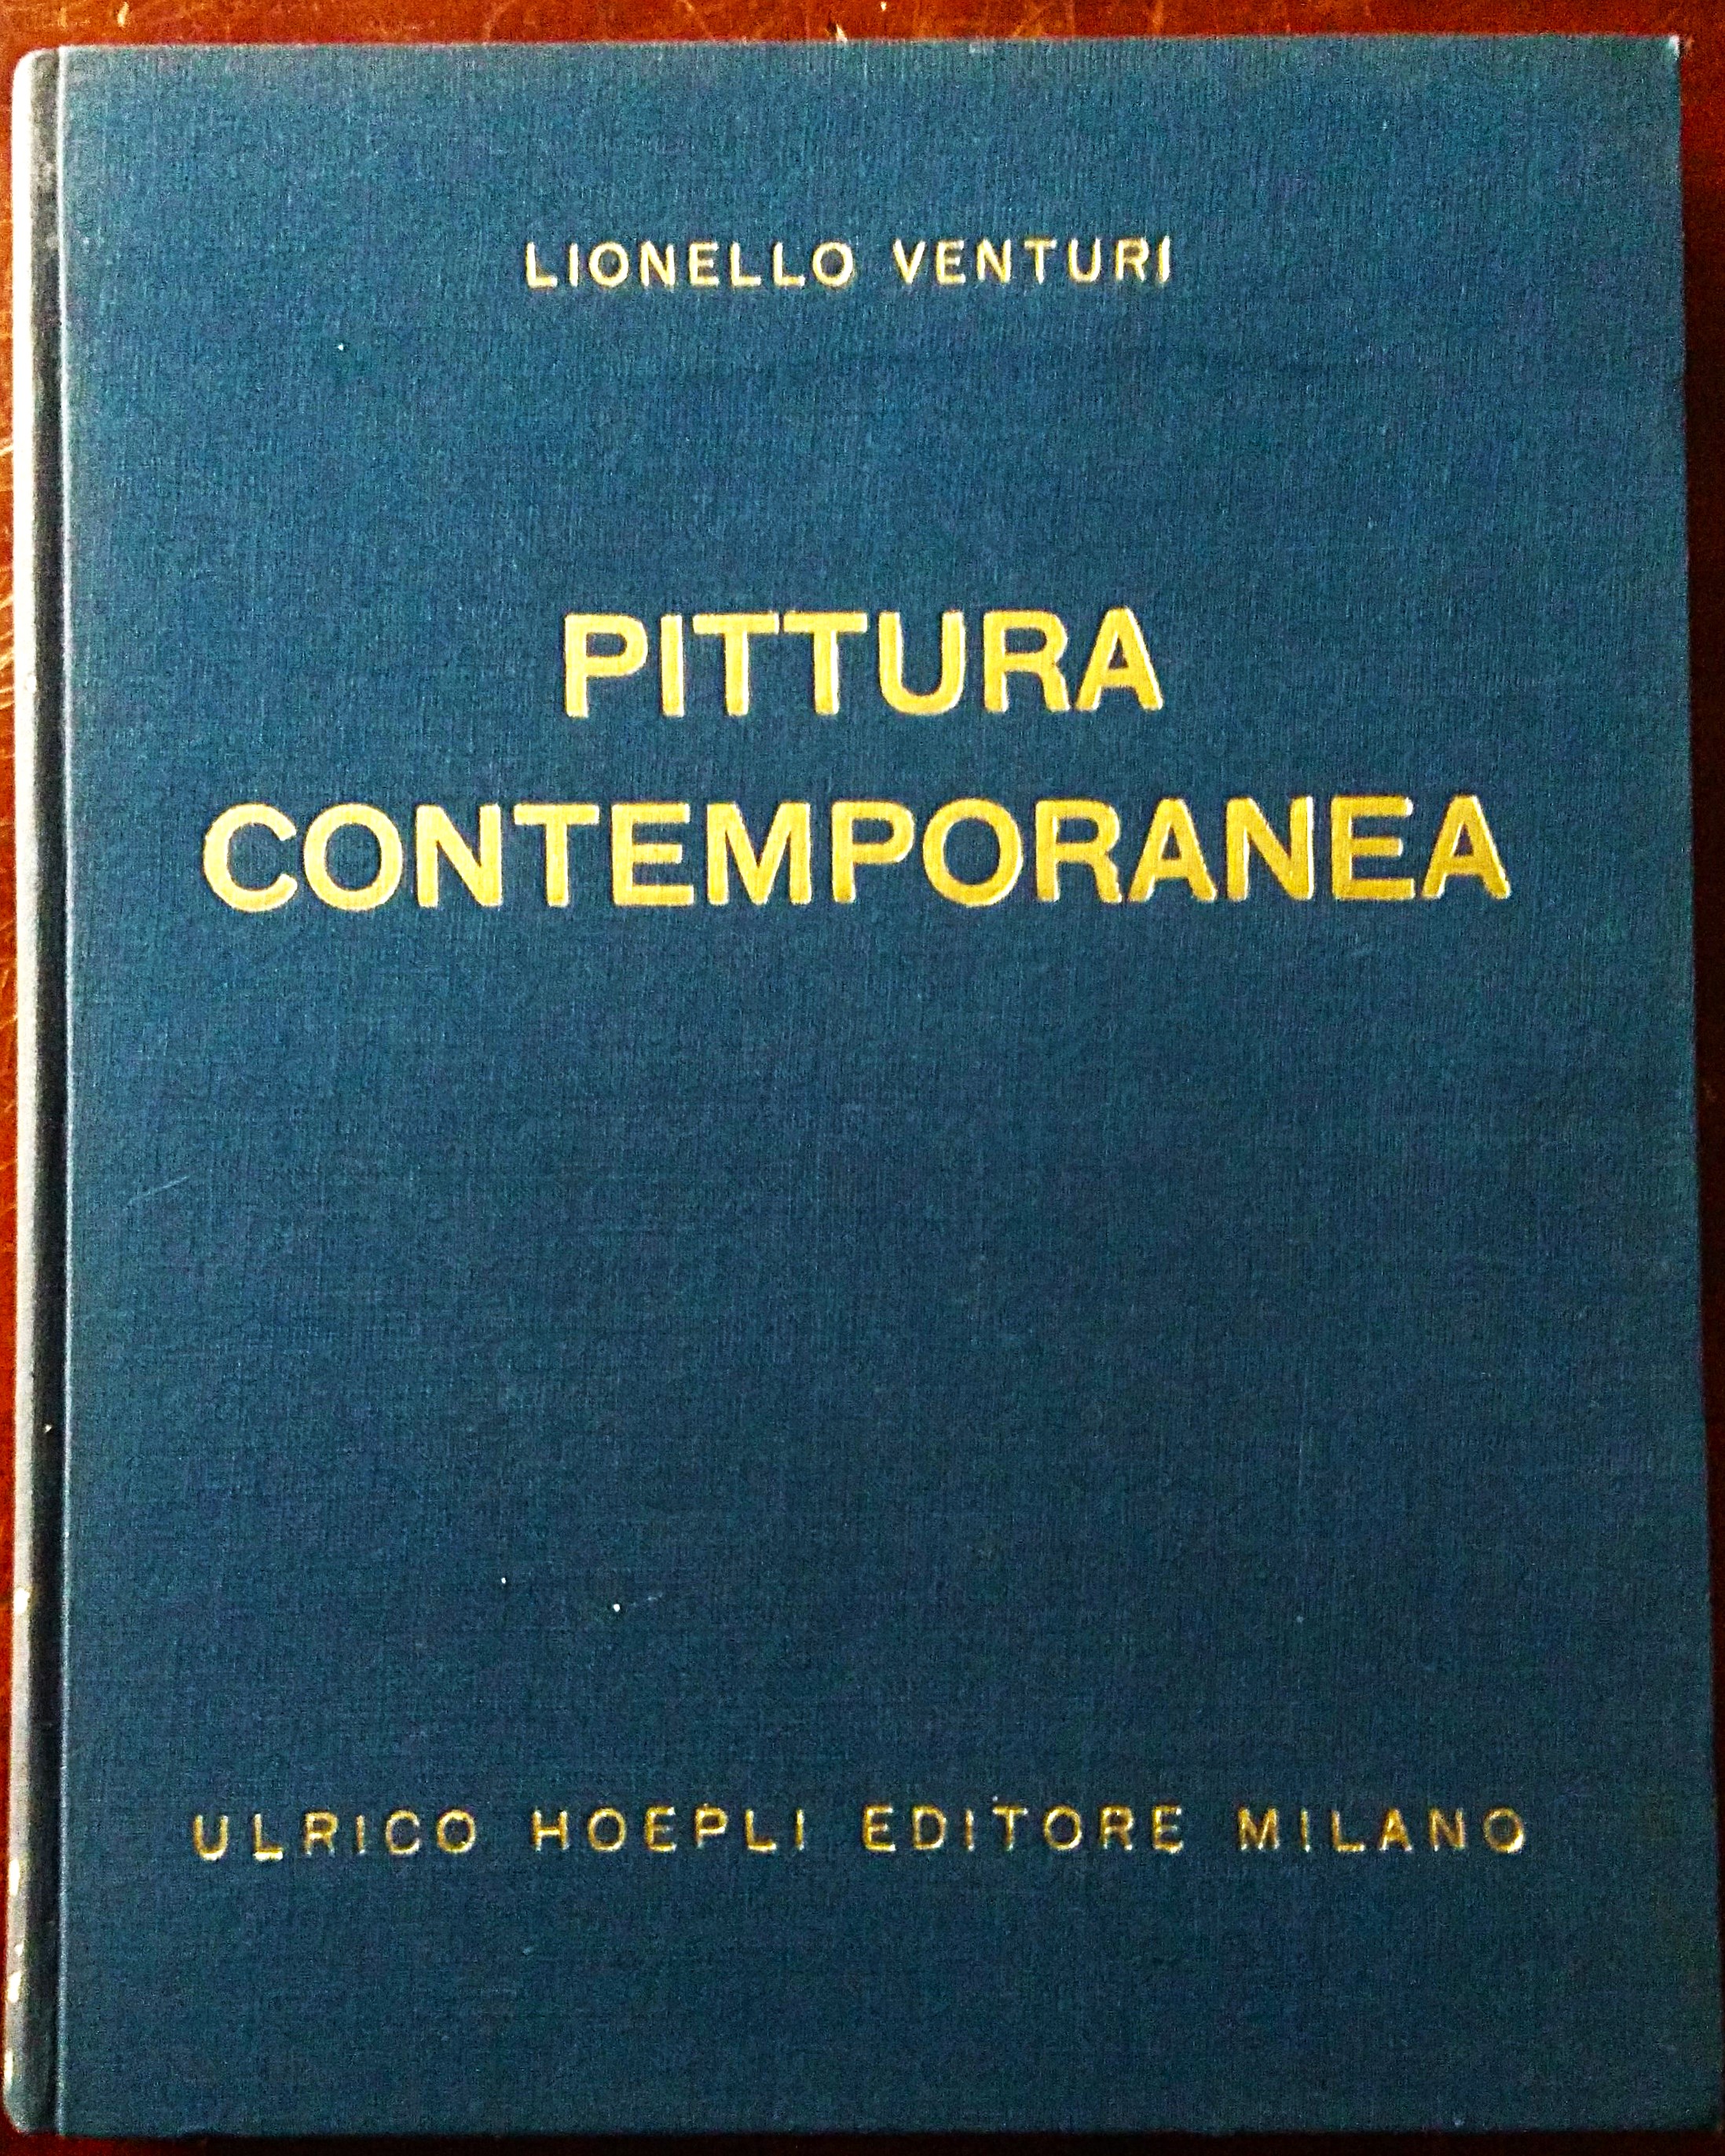 LIONELLO VENTURI
PITTURA
CONTEMPORANEA
ULRICO HOEPLI EDITORE MILANO